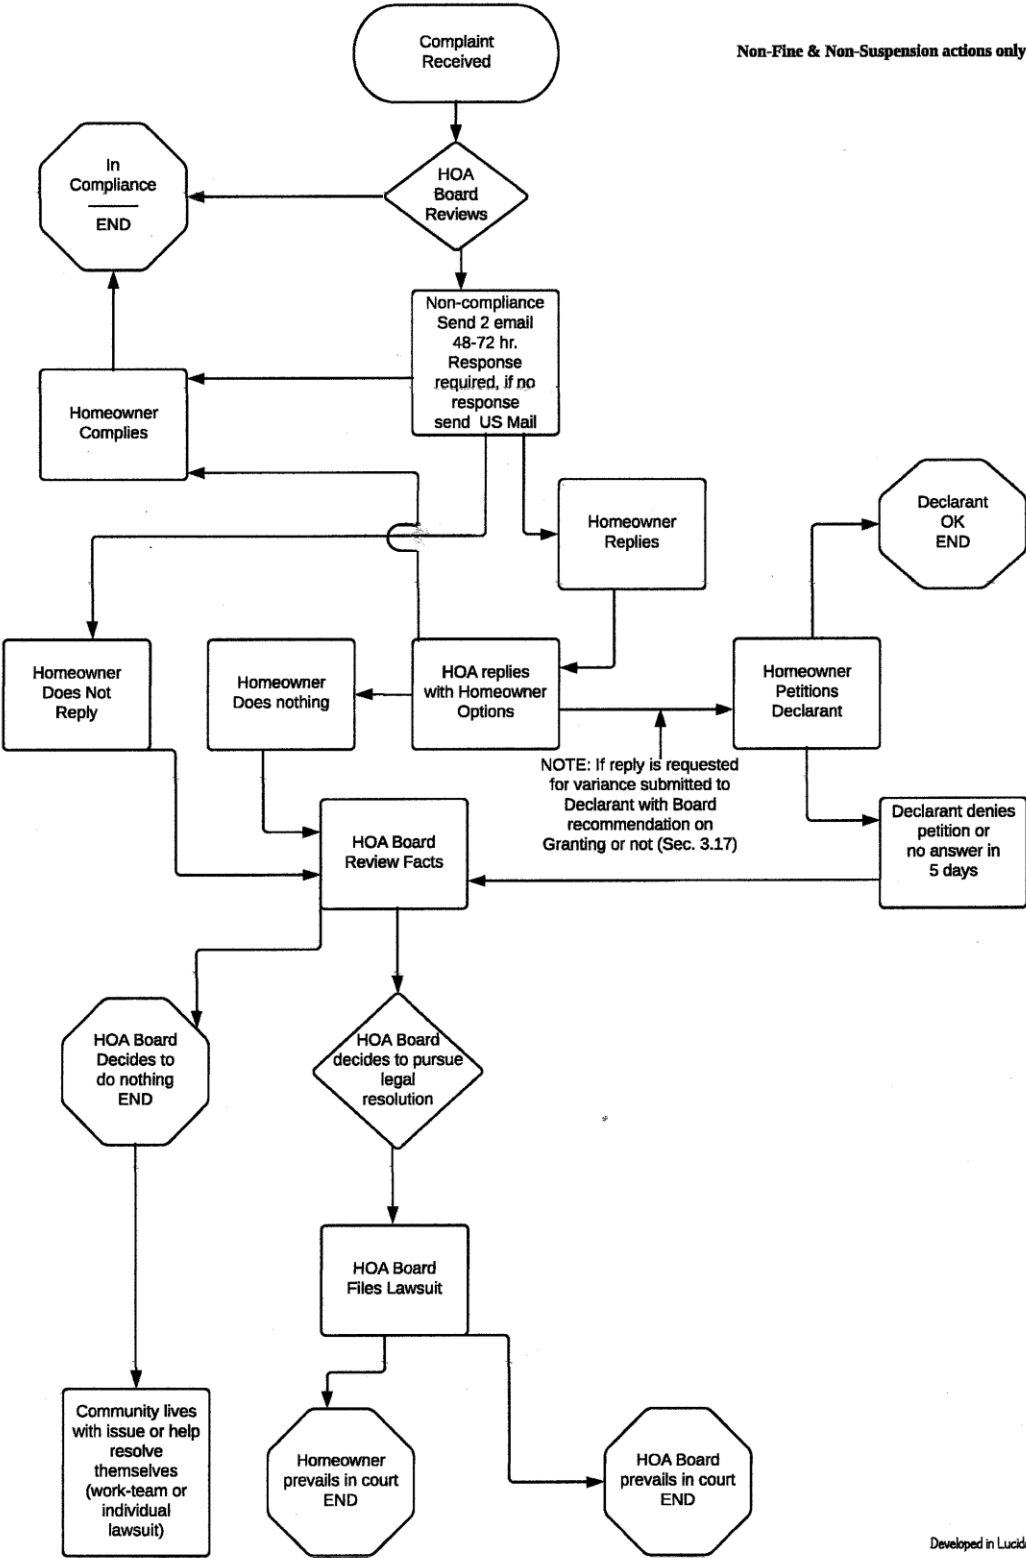 Complaint
Received
Non-Fine & Non-Suspension actions only
In
Compliance
END
HOA
Board
Reviews
Non-compliance
Send 2 email
48-72 hr.
Response
required, if no
response
send US Mail
Homeowner
Complies
Homeowner
Replies
Declarant
OK
END
Homeowner
Does Not
Reply
Homeowner
Does nothing
HOA replies
with Homeowner
Options
Homeowner
Petitions
Declarant
NOTE: If reply is requested
for variance submitted to
Declarant with Board
recommendation on
Granting or not (Sec. 3.17)
Declarant denies
petition or
no answer in
5 days
HOA Board
Review Facts
HOA Board
Decides to
do nothing
END
HOA Board
decides to pursue
legal
resolution
HOA Board
Files Lawsuit
Community lives
with issue or help
resolve
themselves
(work-team or
individual
lawsuit)
Homeowner
prevails in court
END
HOA Board
prevails in court
END
Developed in Lucid